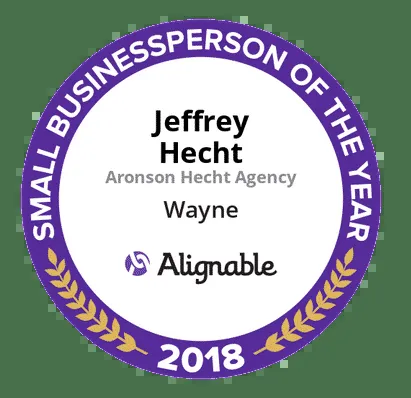 SMALL BUSINESSPERSON OF THE YEAR
Jeffrey
Hecht
Aronson Hecht Agency
Wayne
Alignable
2018